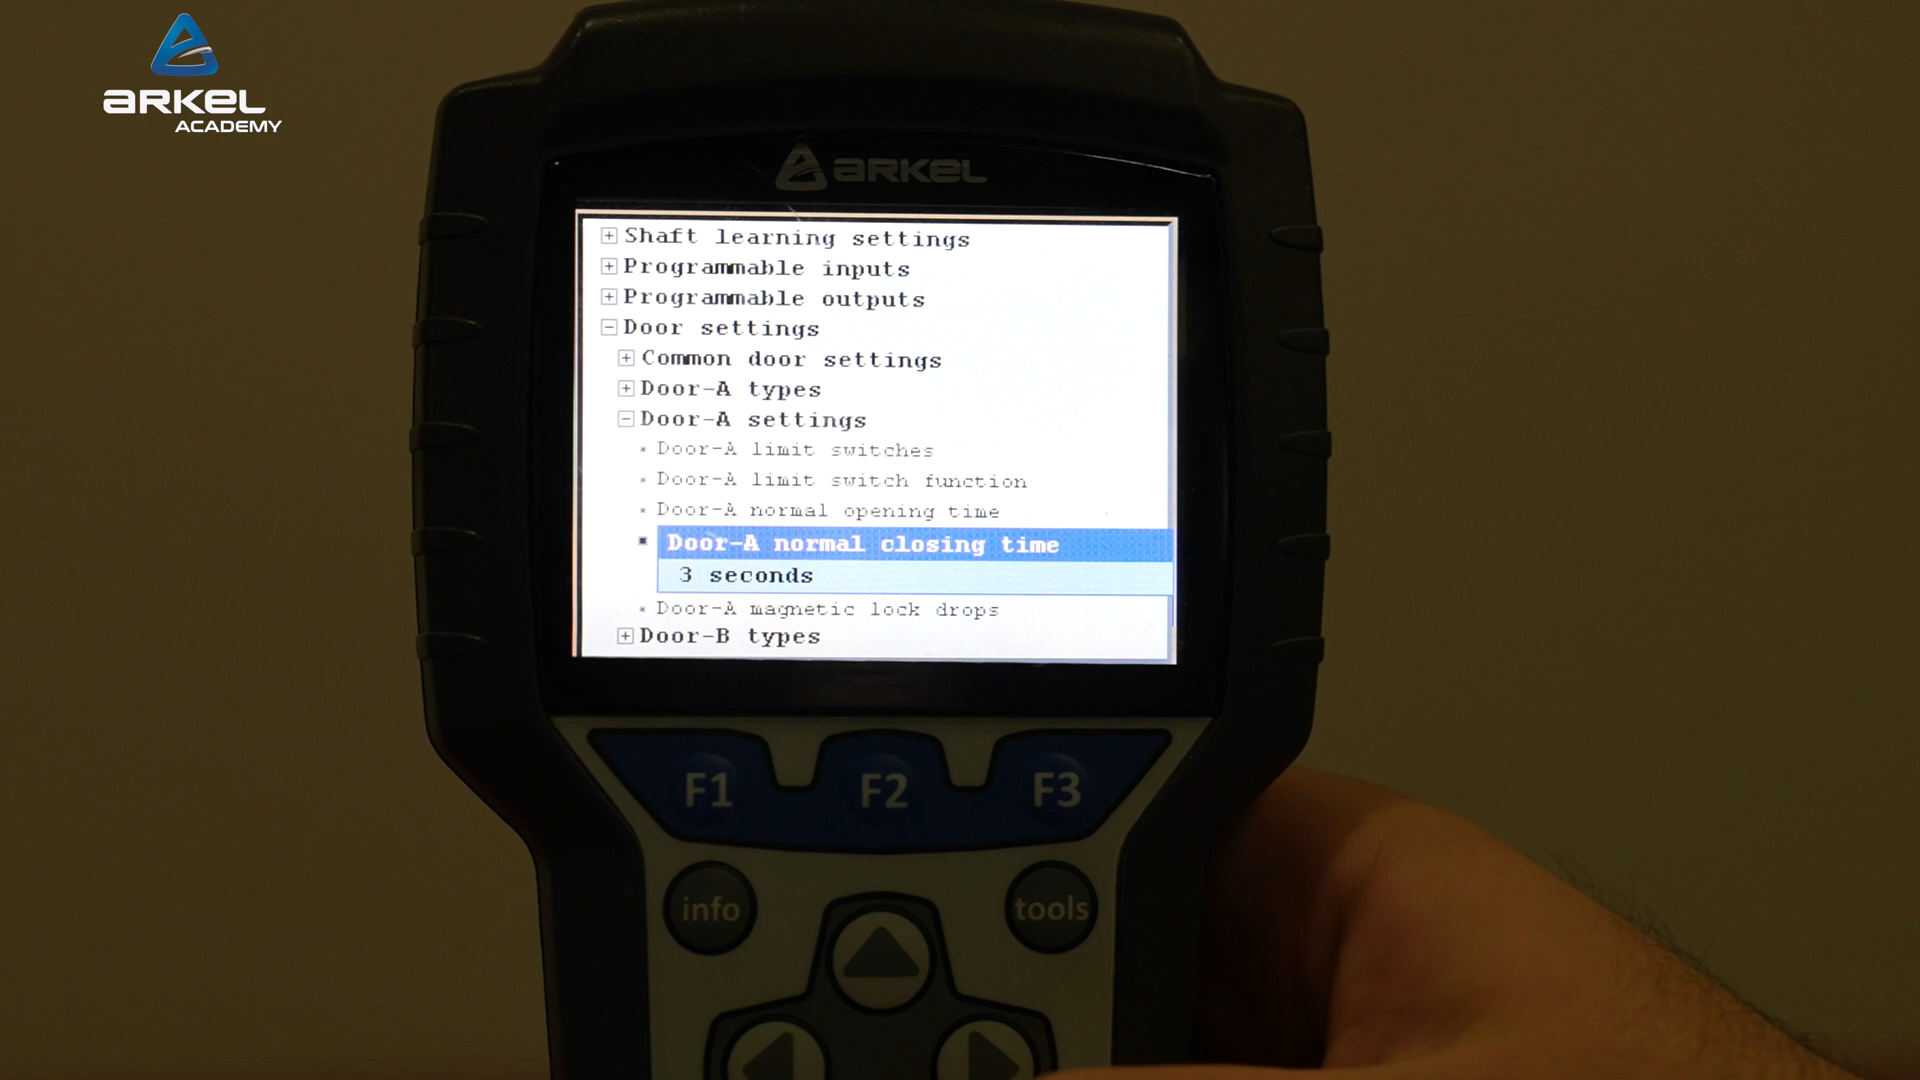 ARKEL
ACADEMY
ARKEL
Shaft learning settings
Programmable inputs
Programmable outputs
Door settings
Common door settings
Door-A types
Door-A settings
Door-A limit switches
Door-A limit switch function
Door-A normal opening time
Door-A normal closing time
3 seconds
Door-A magnetic lock drops
Door-B types
F1 F2 F3
info tools